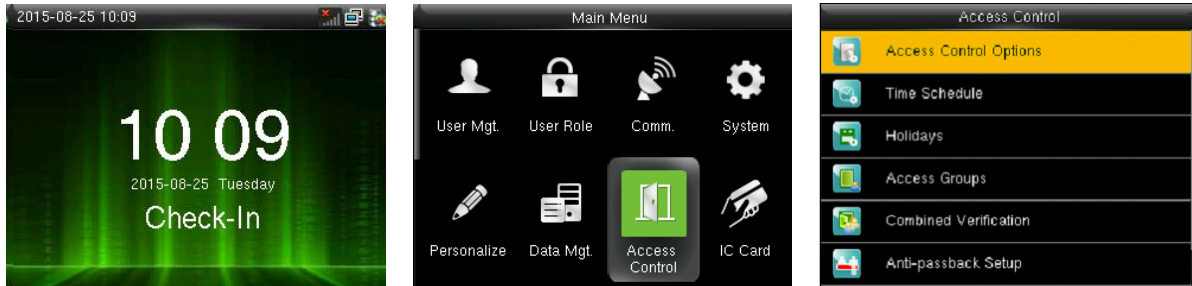 2015-08-25 10:09
10 09
2015-08-25 Tuesday
Check-In
Main Menu
User Mgt. User Role Comm. System
Personalize Data Mgt. Access Control IC Card
Access Control
Access Control Options
Time Schedule
Holidays
Access Groups
Combined Verification
Anti-passback Setup